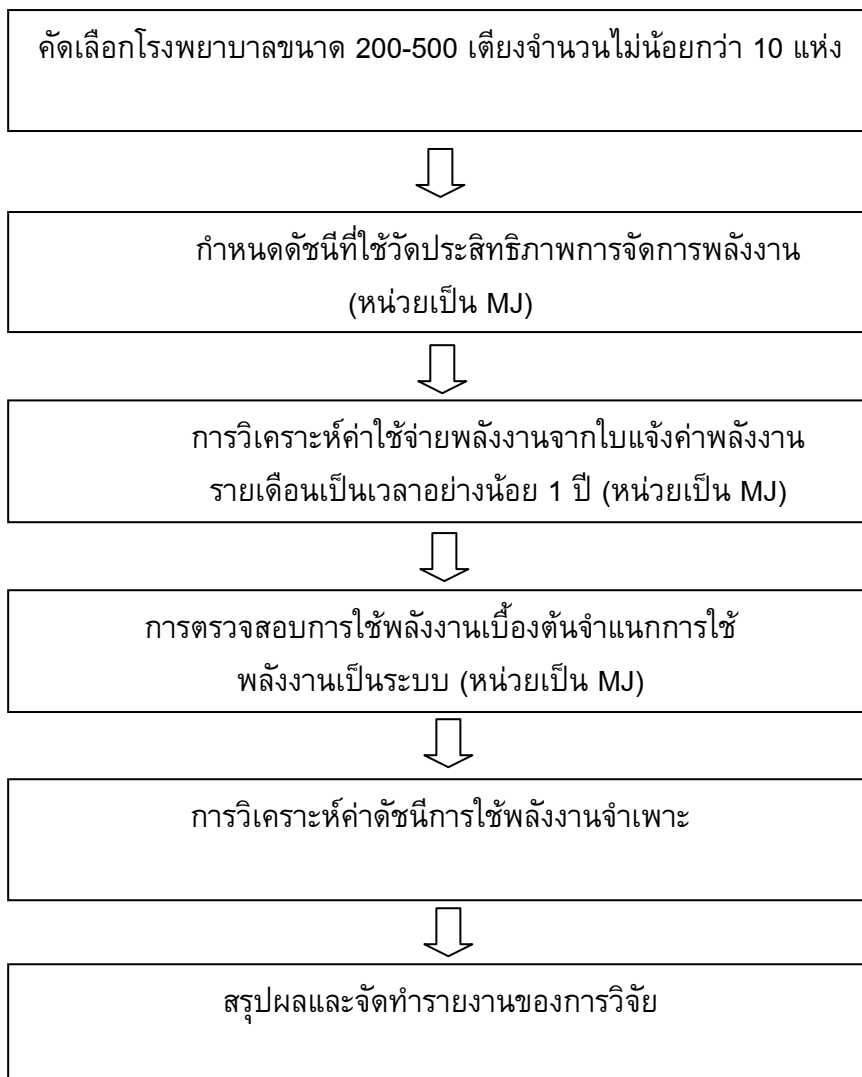 คัดเลือกโรงพยาบาลขนาด 200-500 เตียงจำนวนไม่น้อยกว่า 10 แห่ง
กำหนดดัชนีที่ใช้วัดประสิทธิภาพการจัดการพลังงาน
(หน่วยเป็น MJ)
การวิเคราะห์ค่าใช้จ่ายพลังงานจากใบแจ้งค่าพลังงาน
รายเดือนเป็นเวลาอย่างน้อย 1 ปี (หน่วยเป็น MJ)
การตรวจสอบการใช้พลังงานเบื้องต้นจำแนกการใช้
พลังงานเป็นระบบ (หน่วยเป็น MJ)
การวิเคราะห์ค่าดัชนีการใช้พลังงานจำเพาะ
สรุปผลและจัดทำรายงานของการวิจัย